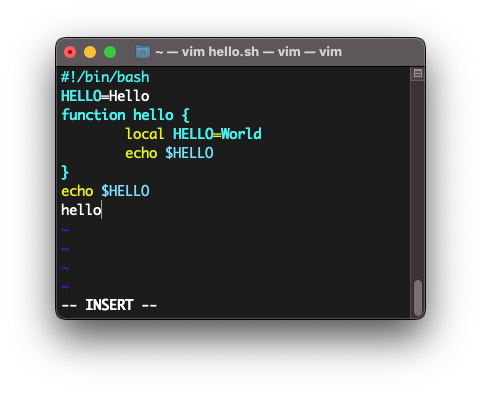 ~ — vim hello.sh — vim — vim
#!/bin/bash
HELLO=Hello
function hello {
        local HELLO=World
        echo $HELLO
}
echo $HELLO
hello
~
~
~
~
-- INSERT --